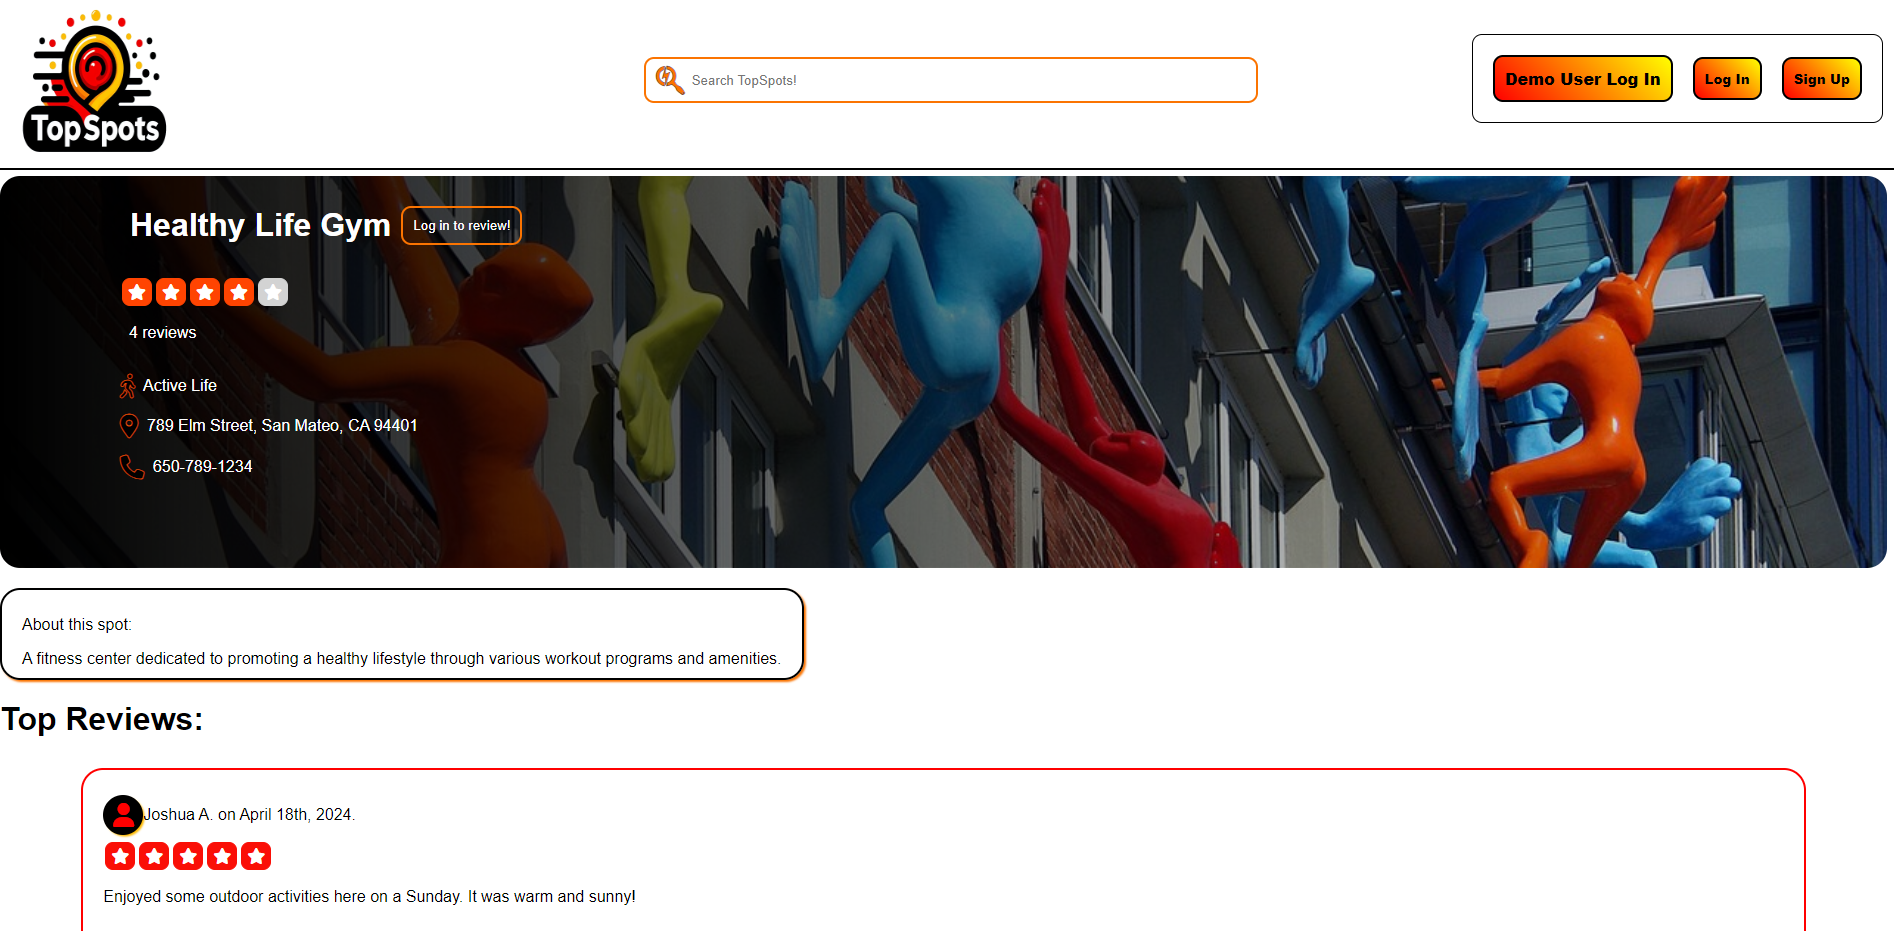 TopSpots
Search TopSpots!
Demo User Log In
Log In
Sign Up
Healthy Life Gym
Log in to review!
4 reviews
Active Life
789 Elm Street, San Mateo, CA 94401
650-789-1234
About this spot:
A fitness center dedicated to promoting a healthy lifestyle through various workout programs and amenities.
Top Reviews:
Joshua A. on April 18th, 2024.
Enjoyed some outdoor activities here on a Sunday. It was warm and sunny!